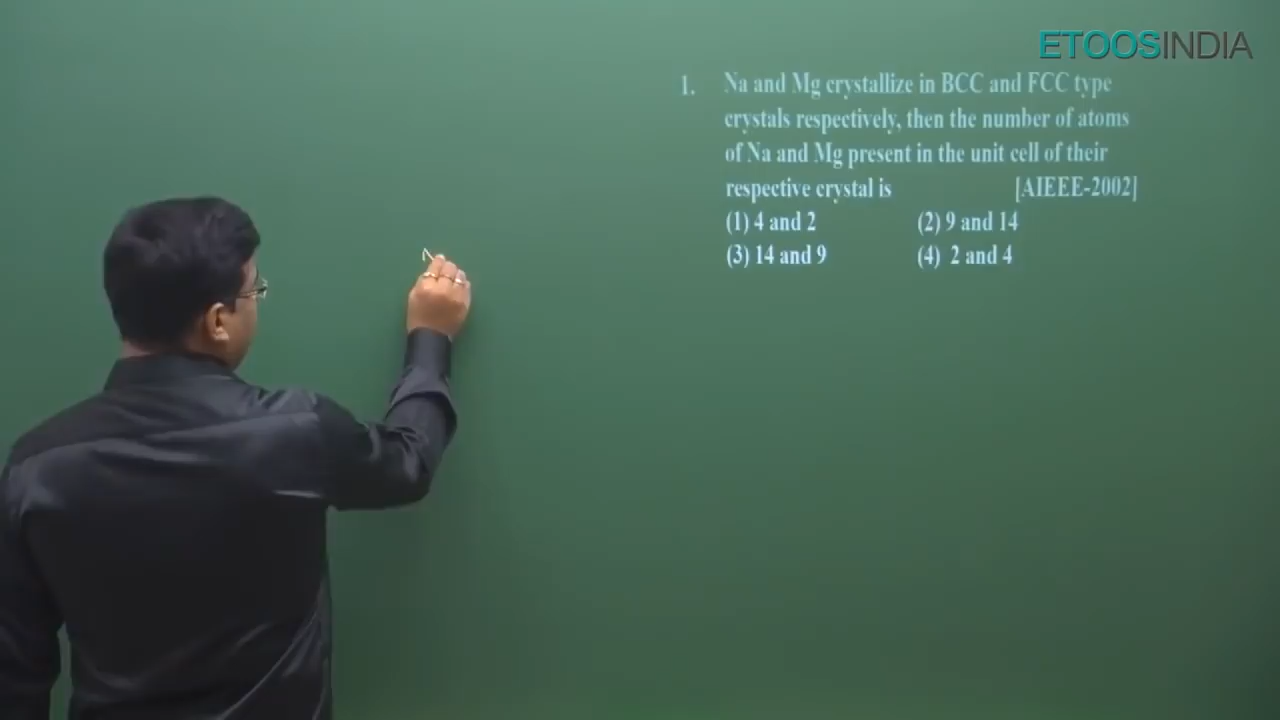 ETOOSINDIA
1. Na and Mg crystallize in BCC and FCC type
crystals respectively, then the number of atoms
of Na and Mg present in the unit cell of their
respective crystal is [AIEEE-2002]
(1) 4 and 2 (2) 9 and 14
(3) 14 and 9 (4) 2 and 4